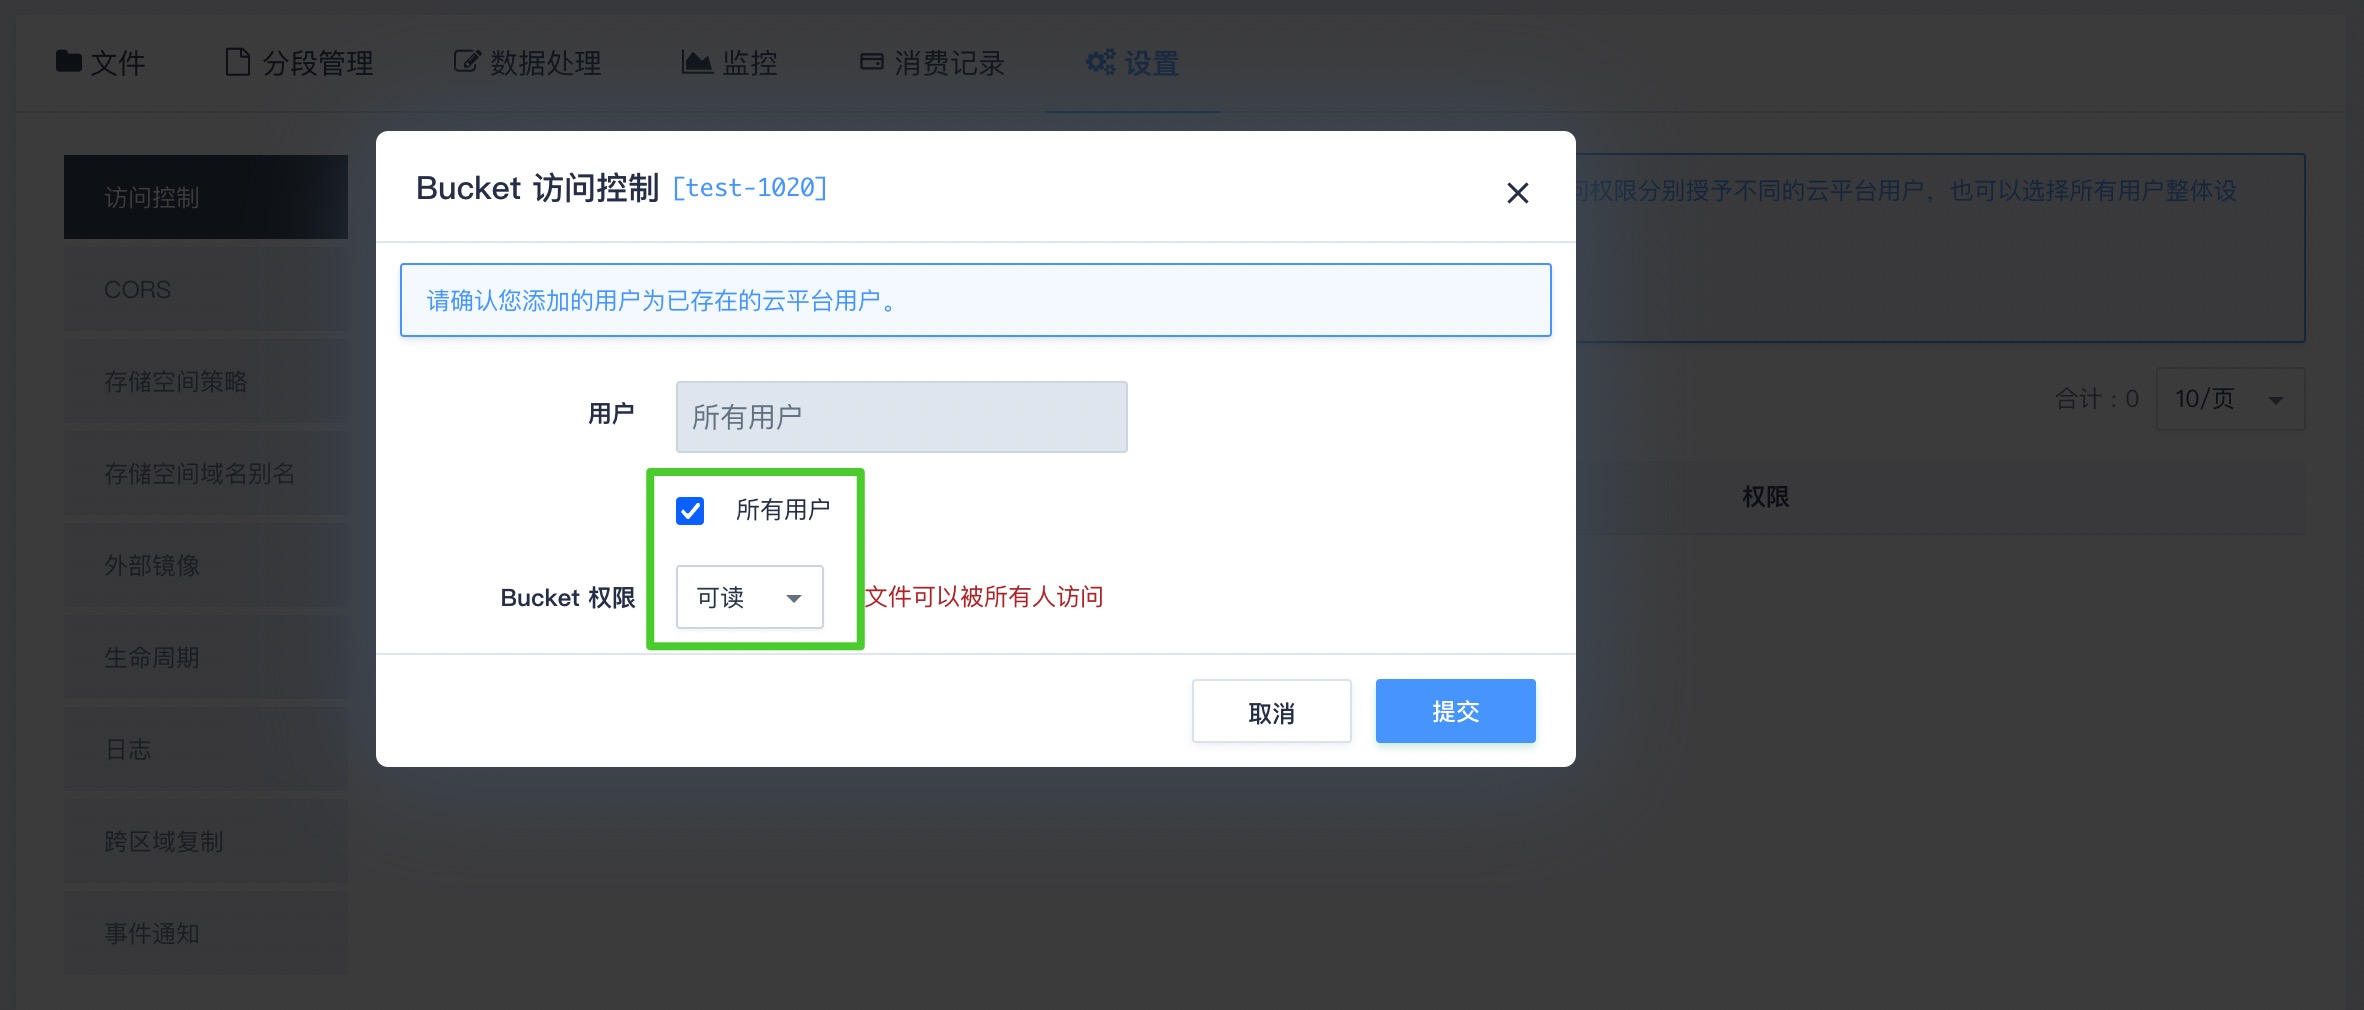 文件 分段管理 数据处理 监控 消费记录 设置
访问控制
CORS
存储空间策略
存储空间域名别名
外部镜像
生命周期
日志
跨区域复制
事件通知
权限分别授予不同的云平台用户，也可以选择所有用户整体设
合计：0 10/页
权限
Bucket 访问控制 [test-1020]
请确认您添加的用户为已存在的云平台用户。
用户 所有用户
所有用户
Bucket 权限 可读 文件可以被所有人访问
取消 提交